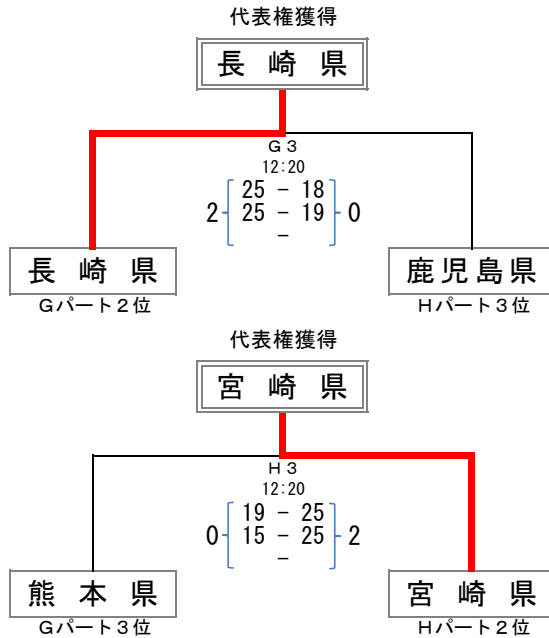 代表権獲得
長崎県
G3
12:20
25 - 18
2 25 - 19 0
-
長崎県 鹿児島県
Gパート2位 Hパート3位
代表権獲得
宮崎県
H3
12:20
19 - 25
0 15 - 25 2
-
熊本県 宮崎県
Gパート3位 Hパート2位